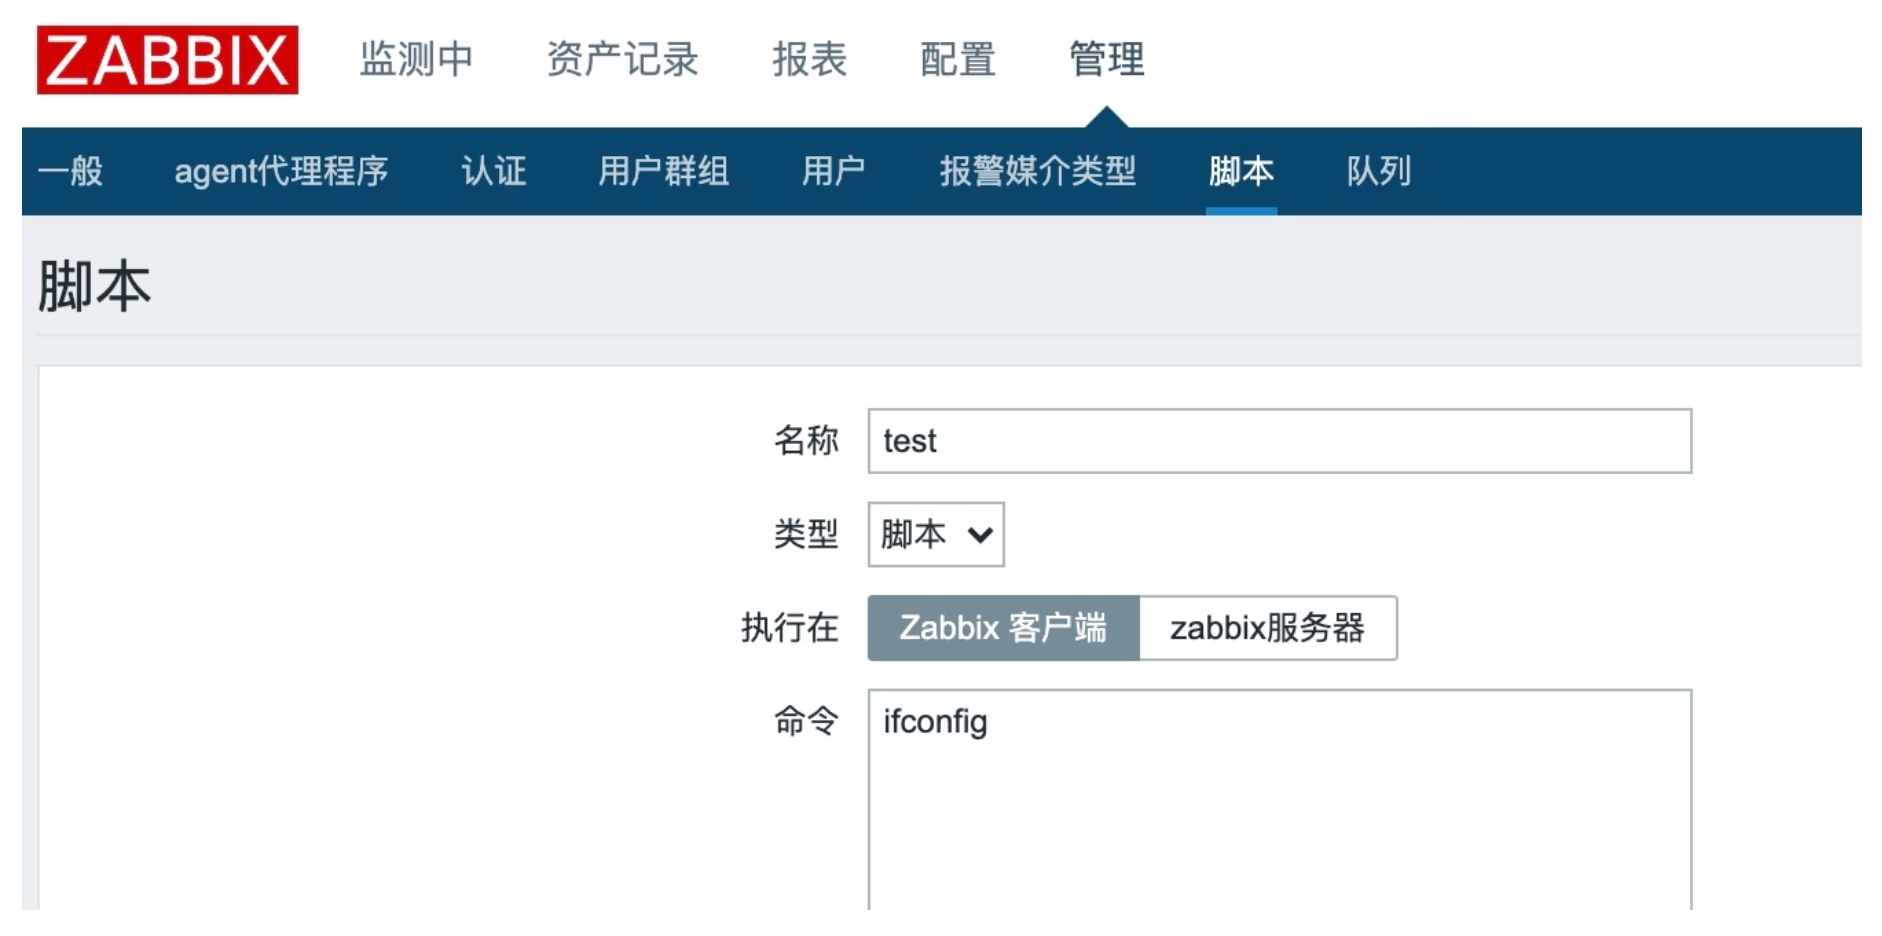 ZABBIX 监测中 资产记录 报表 配置 管理
一般 agent代理程序 认证 用户群组 用户 报警媒介类型 脚本 队列
脚本
名称 test
类型 脚本
执行在 Zabbix 客户端 zabbix服务器
命令 ifconfig